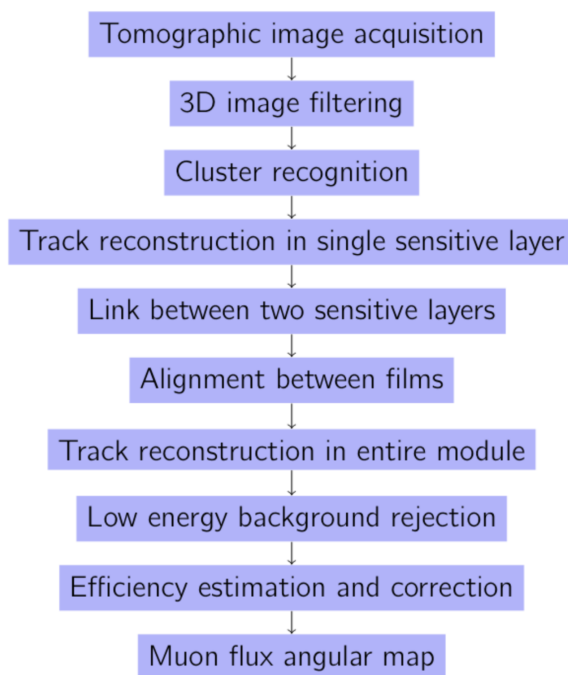 Tomographic image acquisition
3D image filtering
Cluster recognition
Track reconstruction in single sensitive layer
Link between two sensitive layers
Alignment between films
Track reconstruction in entire module
Low energy background rejection
Efficiency estimation and correction
Muon flux angular map